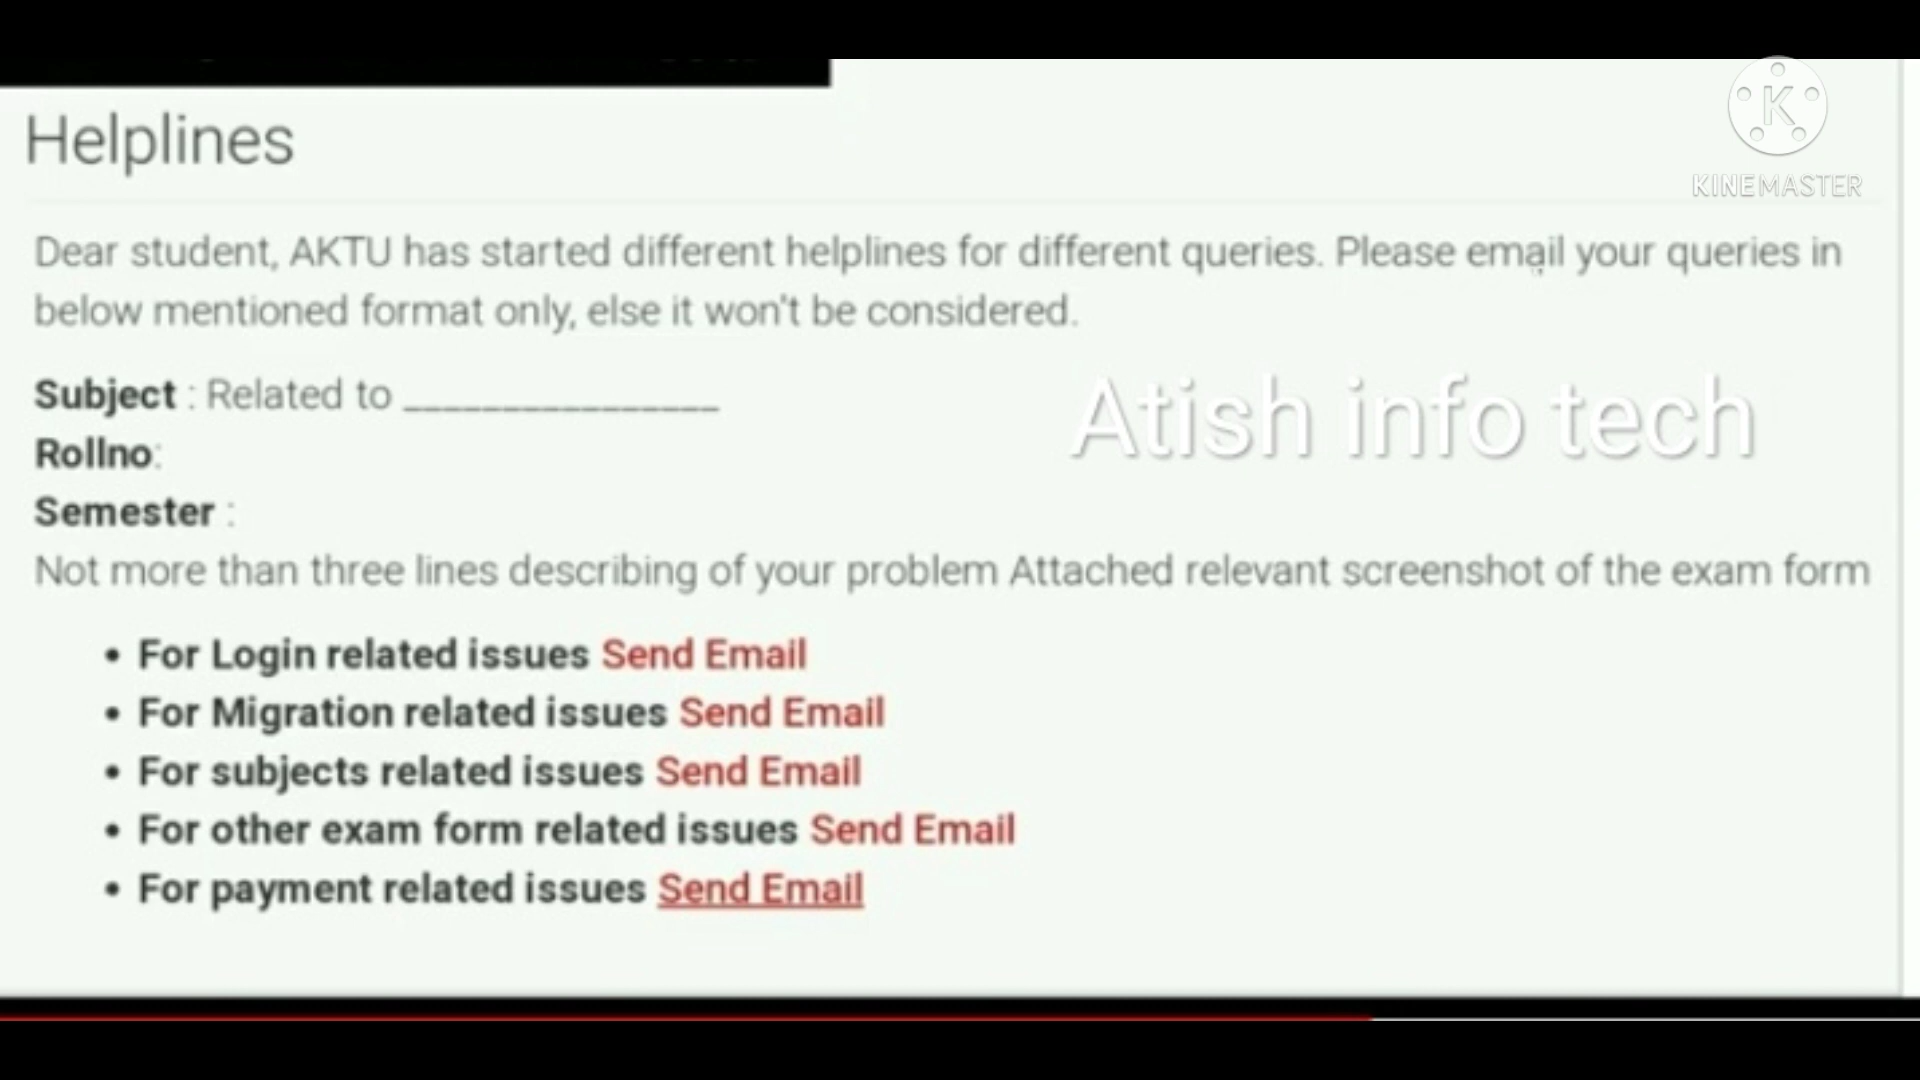 Helplines
K
KINEMASTER
Dear student, AKTU has started different helplines for different queries. Please email your queries in
below mentioned format only, else it won't be considered.
Subject : Related to ________________
Atish info tech
Rollno:
Semester :
Not more than three lines describing of your problem Attached relevant screenshot of the exam form
• For Login related issues Send Email
• For Migration related issues Send Email
• For subjects related issues Send Email
• For other exam form related issues Send Email
• For payment related issues Send Email